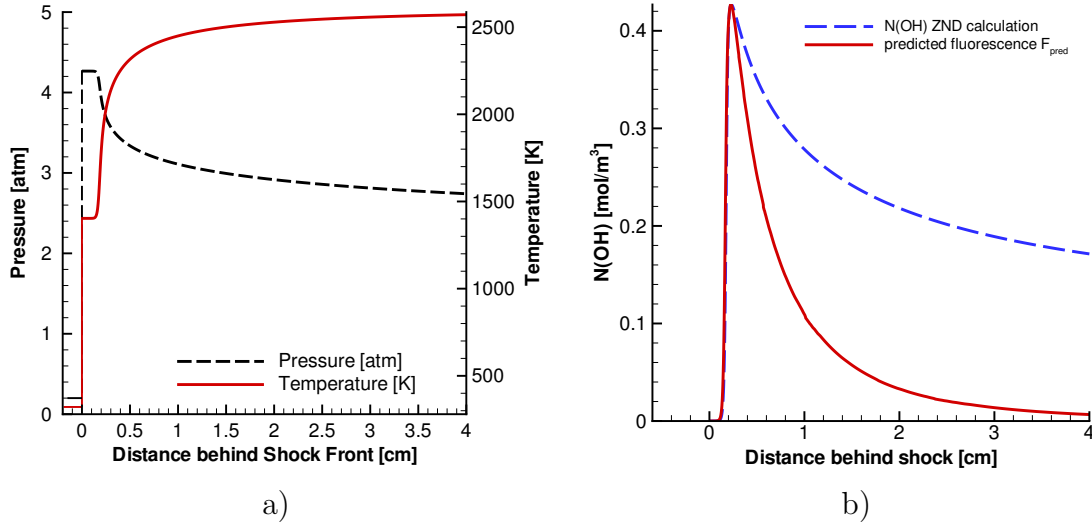 Pressure [atm]
5
4
3
2
1
0
Pressure [atm]
Temperature [K]
0 0.5 1 1.5 2 2.5 3 3.5 4
Distance behind Shock Front [cm]
Temperature [K]
2500
2000
1500
1000
500
a)
N(OH) [mol/m³]
0.4
0.3
0.2
0.1
0
N(OH) ZND calculation
predicted fluorescence F_pred
0 1 2 3 4
Distance behind shock [cm]
b)